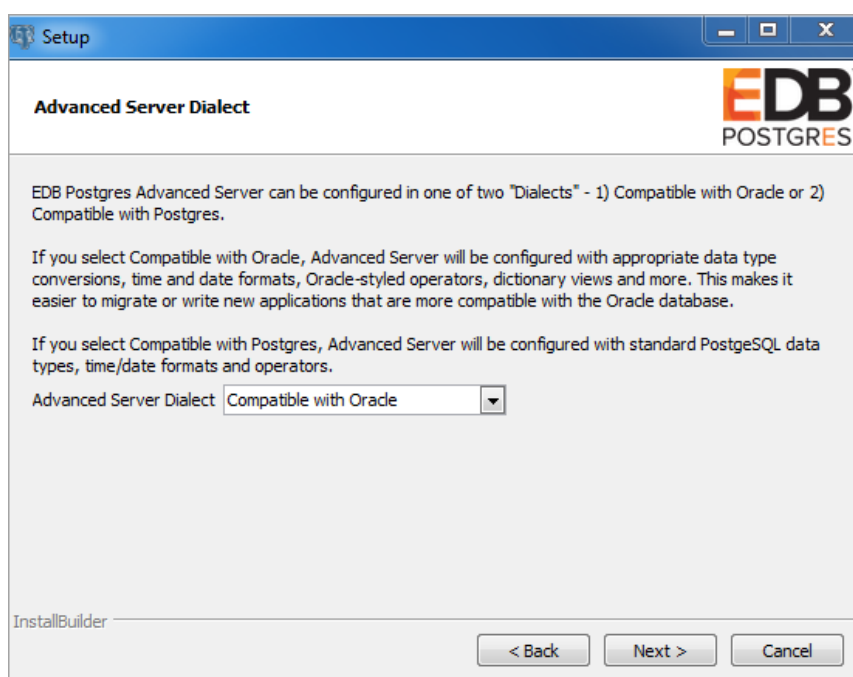 Setup
EDB
POSTGRES
Advanced Server Dialect
EDB Postgres Advanced Server can be configured in one of two "Dialects" - 1) Compatible with Oracle or 2)
Compatible with Postgres.
If you select Compatible with Oracle, Advanced Server will be configured with appropriate data type
conversions, time and date formats, Oracle-styled operators, dictionary views and more. This makes it
easier to migrate or write new applications that are more compatible with the Oracle database.
If you select Compatible with Postgres, Advanced Server will be configured with standard PostgeSQL data
types, time/date formats and operators.
Advanced Server Dialect Compatible with Oracle
InstallBuilder
< Back Next > Cancel